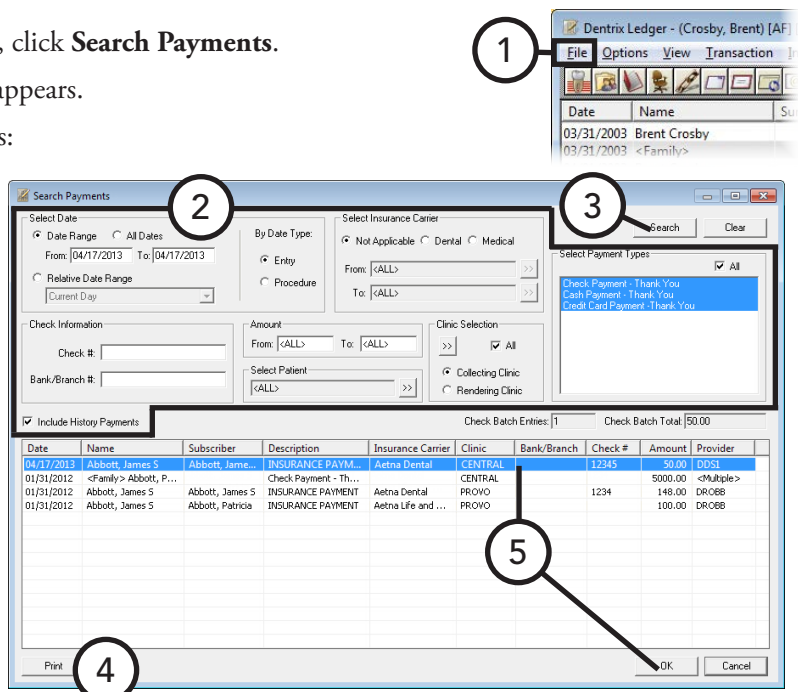 , click Search Payments.
appears.
s:
1
Dentrix Ledger - (Crosby, Brent) [AF]
File Options View Transaction
Date Name
03/31/2003 Brent Crosby
03/31/2003 <Family>
Search Payments
2
3
Search Clear
Select Date
Date Range All Dates
From: 04/17/2013 To: 04/17/2013
Relative Date Range
Current Day
By Date Type:
Entry
Procedure
Select Insurance Carrier
Not Applicable Dental Medical
From: <ALL> >>
To: <ALL> >>
Select Payment Types
All
Check Payment - Thank You
Cash Payment - Thank You
Credit Card Payment -Thank You
Check Information
Check #:
Bank/Branch #:
Amount
From: <ALL> To: <ALL>
Select Patient
<ALL> >>
Clinic Selection
>> All
Collecting Clinic
Rendering Clinic
Include History Payments
Check Batch Entries: 1 Check Batch Total: 50.00
Date Name Subscriber Description Insurance Carrier Clinic Bank/Branch Check # Amount Provider
04/17/2013 Abbott, James S Abbott, Jame... INSURANCE PAYM... Aetna Dental CENTRAL 12345 50.00 DDS1
01/31/2012 <Family> Abbott, P... Check Payment - Th... CENTRAL 5000.00 <Multiple>
01/31/2012 Abbott, James S Abbott, James S INSURANCE PAYMENT Aetna Dental PROVO 1234 148.00 DROBB
01/31/2012 Abbott, James S Abbott, Patricia INSURANCE PAYMENT Aetna Life and ... PROVO 100.00 DROBB
5
Print
4
OK Cancel